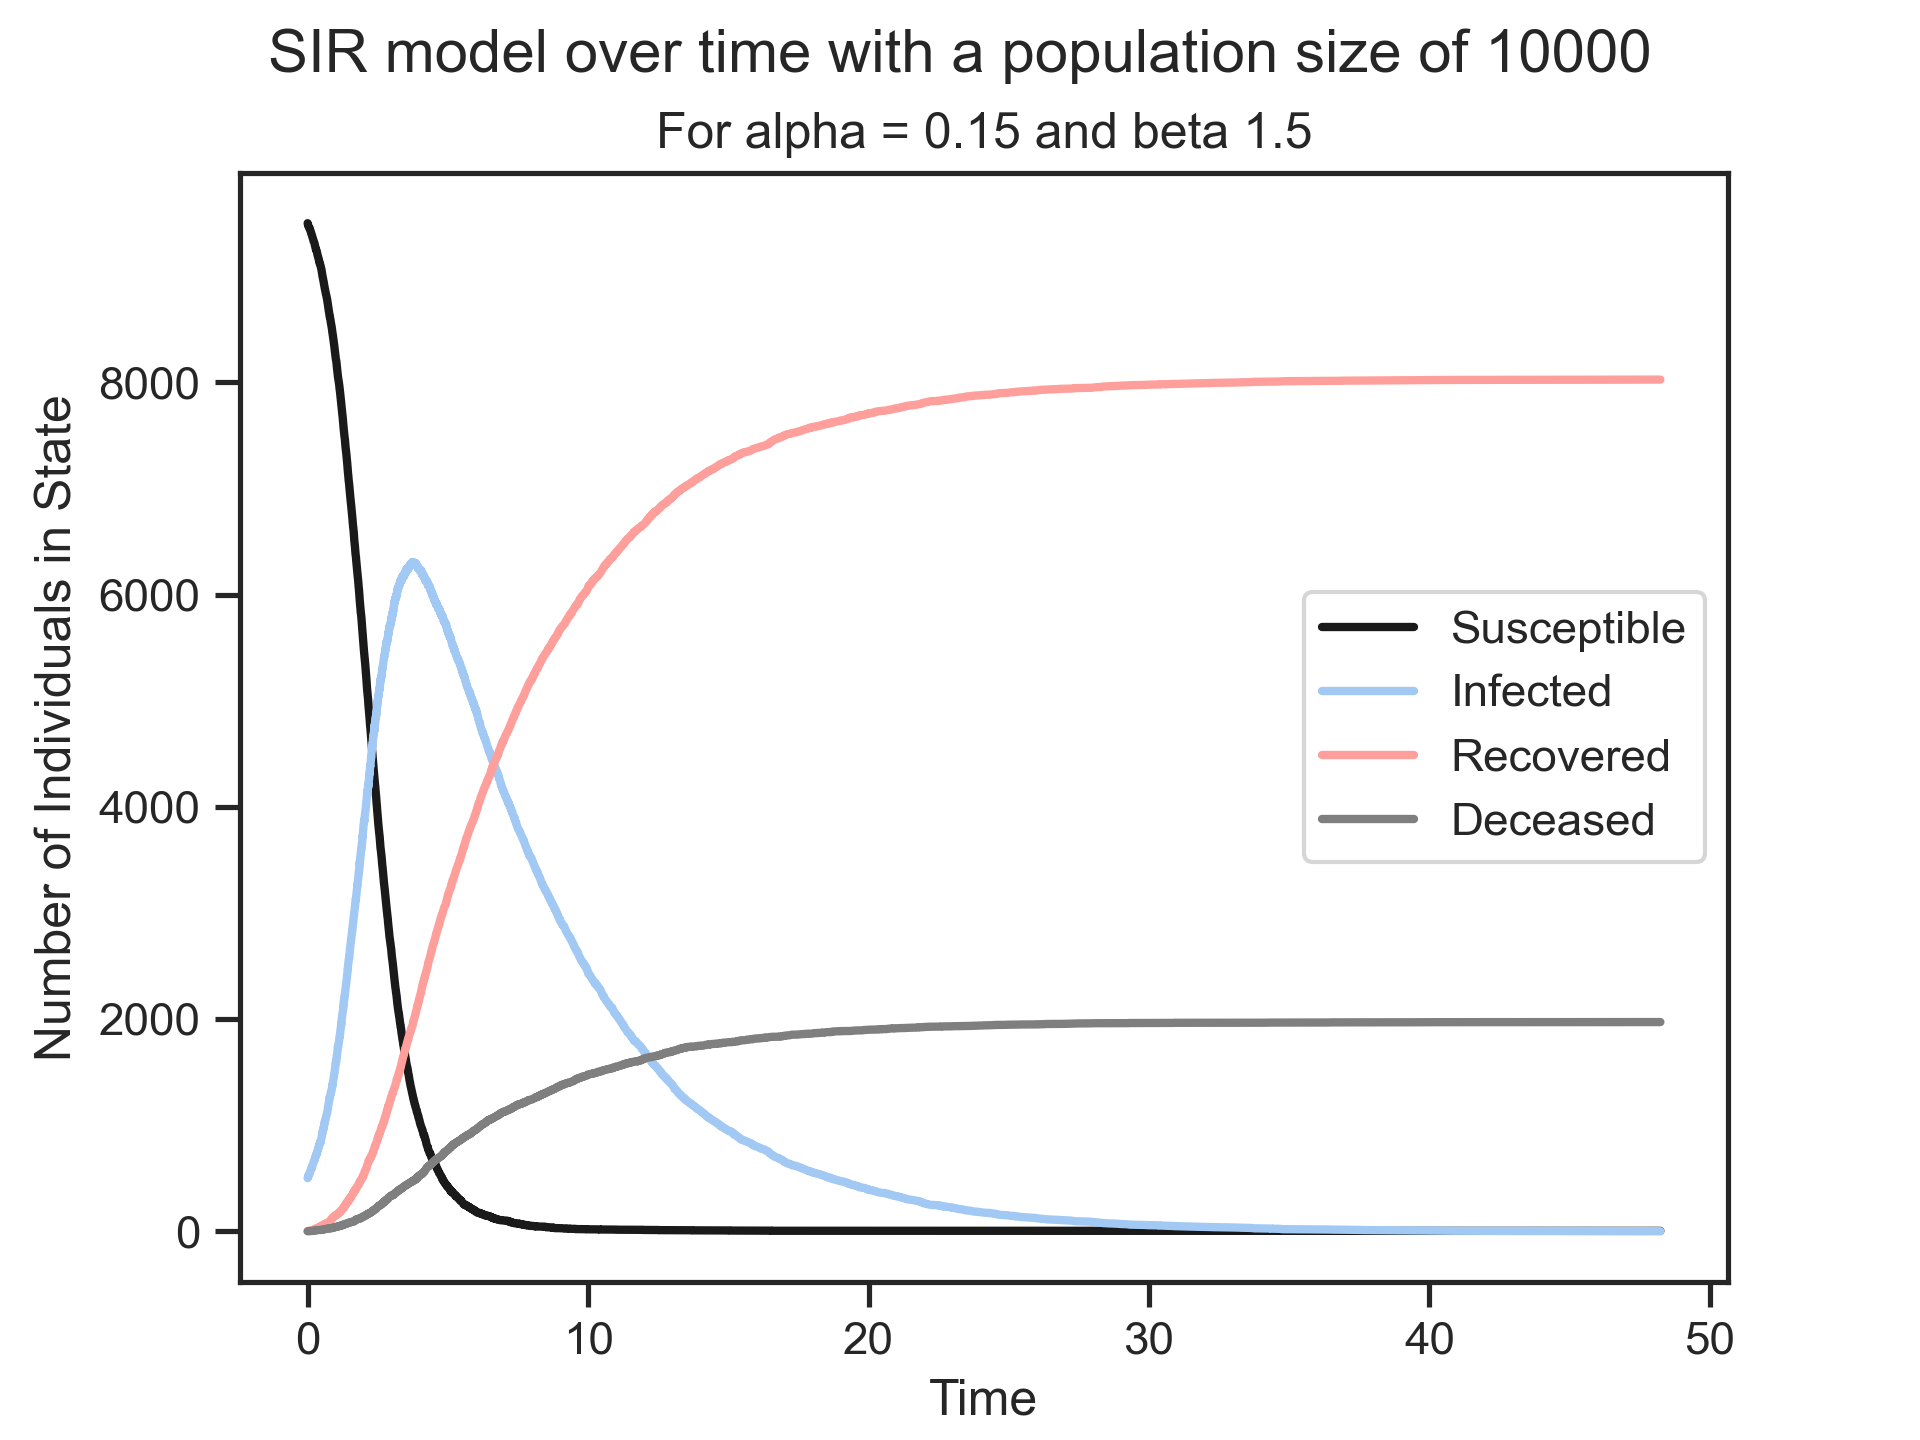 SIR model over time with a population size of 10000
For alpha = 0.15 and beta 1.5
Number of Individuals in State
8000
6000
4000
2000
0
Susceptible
Infected
Recovered
Deceased
0 10 20 30 40 50
Time